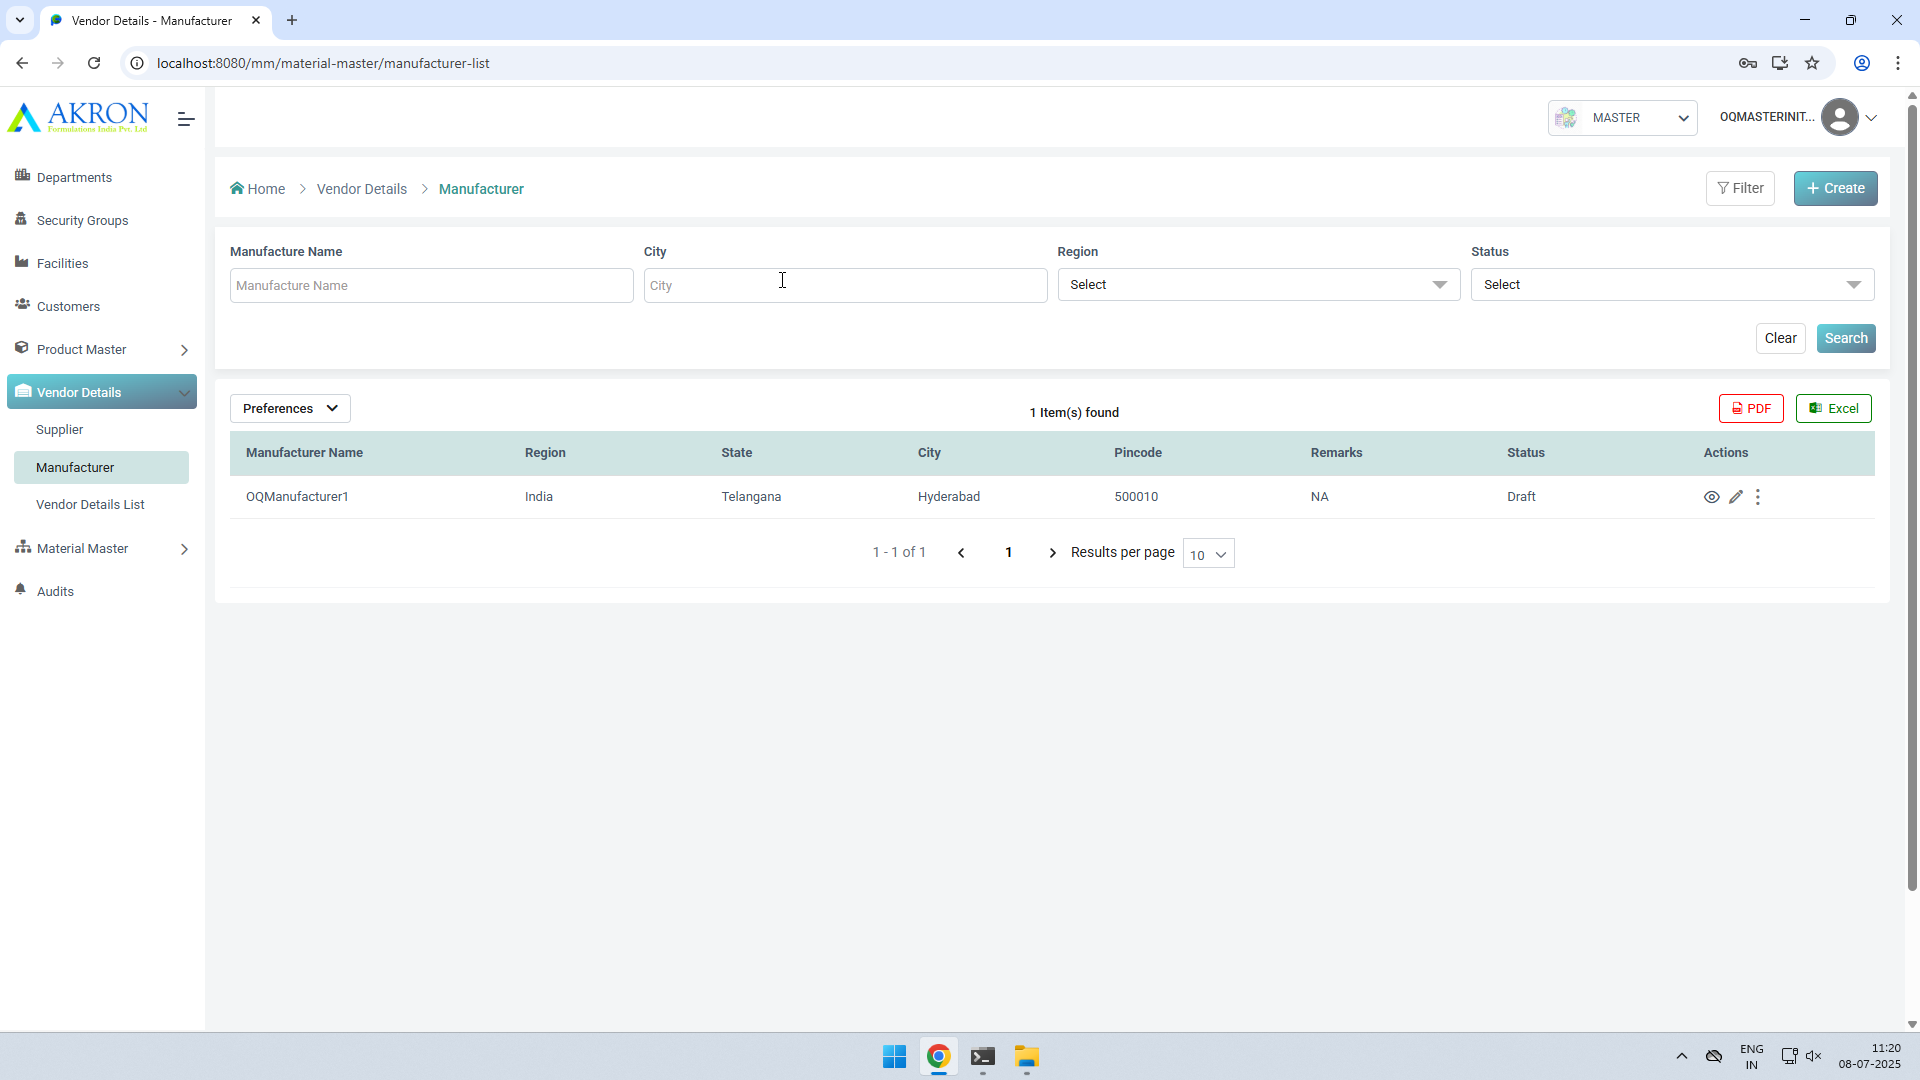 Vendor Details - Manufacturer
localhost:8080/mm/material-master/manufacturer-list
AKRON
Formulations India Pvt. Ltd
MASTER
OQMASTERINIT...
Departments
Security Groups
Facilities
Customers
Product Master
Vendor Details
Supplier
Manufacturer
Vendor Details List
Material Master
Audits
Home > Vendor Details > Manufacturer
Filter
+ Create
Manufacture Name
City
Region
Status
Manufacture Name
City
Select
Select
Clear
Search
Preferences
1 Item(s) found
PDF
Excel
Manufacturer Name Region State City Pincode Remarks Status Actions
OQManufacturer1 India Telangana Hyderabad 500010 NA Draft
1 - 1 of 1
1
Results per page
10
ENG
IN
11:20
08-07-2025